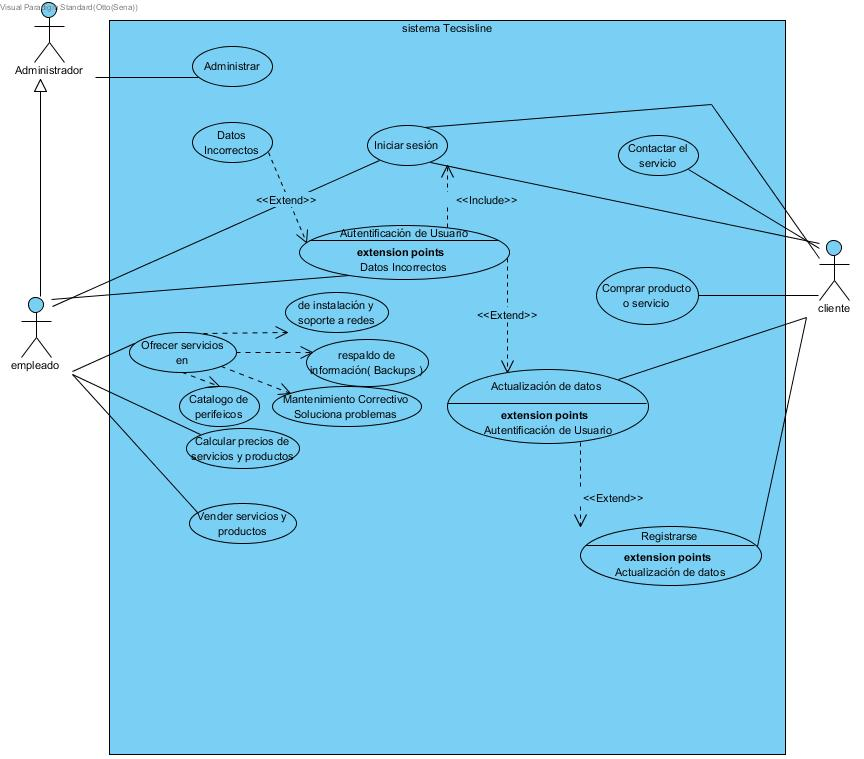 Visual Paradigm Standard(Otto(Sena))
sistema Tecsisline
Administrador
Administrar
Datos
Incorrectos
Iniciar sesión
Contactar el
servicio
<<Extend>>
<<Include>>
Autentificación de Usuario
extension points
Datos Incorrectos
Comprar producto
o servicio
cliente
de instalación y
soporte a redes
<<Extend>>
Ofrecer servicios
en
empleado
respaldo de
información( Backups )
Actualización de datos
extension points
Autentificación de Usuario
Catalogo de
perifeicos
Mantenimiento Correctivo
Soluciona problemas
Calcular precios de
servicios y productos
<<Extend>>
Vender servicios y
productos
Registrarse
extension points
Actualización de datos